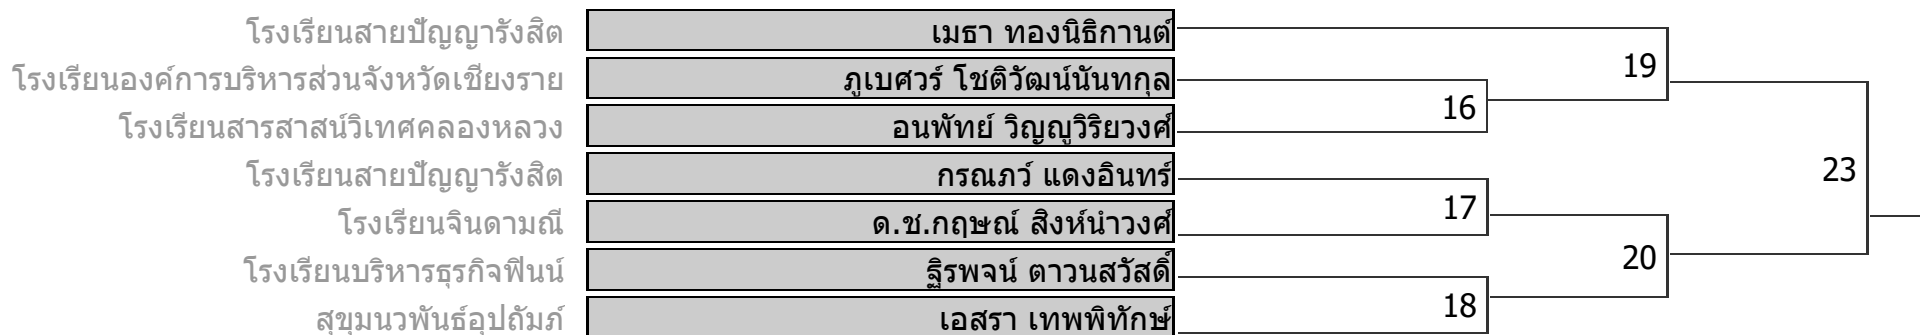 โรงเรียนสายปัญญารังสิต เมธา ทองนิธิกานต์
19
โรงเรียนองค์การบริหารส่วนจังหวัดเชียงราย ภูเบศวร์ โชติวัฒน์นันทกุล
16
โรงเรียนสารสาสน์วิเทศคลองหลวง อนพัทย์ วิญญูวิริยวงศ์
23
โรงเรียนสายปัญญารังสิต กรณภว์ แดงอินทร์
17
โรงเรียนจินดามณี ด.ช.กฤษณ์ สิงห์นำวงศ์
20
โรงเรียนบริหารธุรกิจฟินน์ ฐิรพจน์ ตาวนสวัสดิ์
18
สุขุมนวพันธ์อุปถัมภ์ เอสรา เทพพิทักษ์